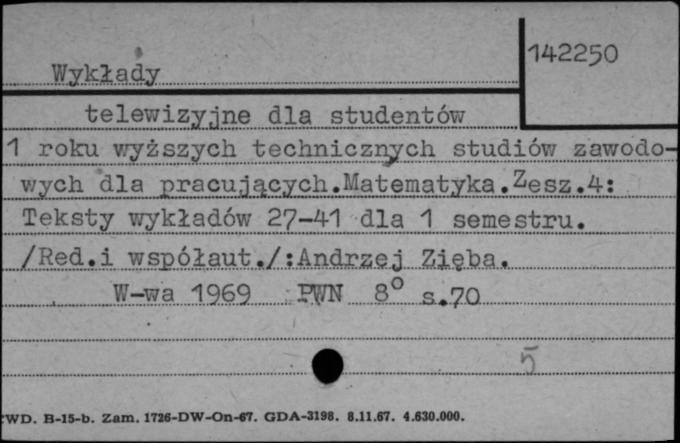 142250
Wykłady
telewizyjne dla studentów
1 roku wyższych technicznych studiów zawodo-
wych dla pracujących.Matematyka.Zesz.4:
Teksty wykładów 27-41 dla 1 semestru.
/Red.i współaut./:Andrzej Zięba.
W-wa 1969 PWN 8° s.70
5
WD. B-15-b. Zam. 1726-DW-On-67. GDA-3198. 8.11.67. 4.630.000.